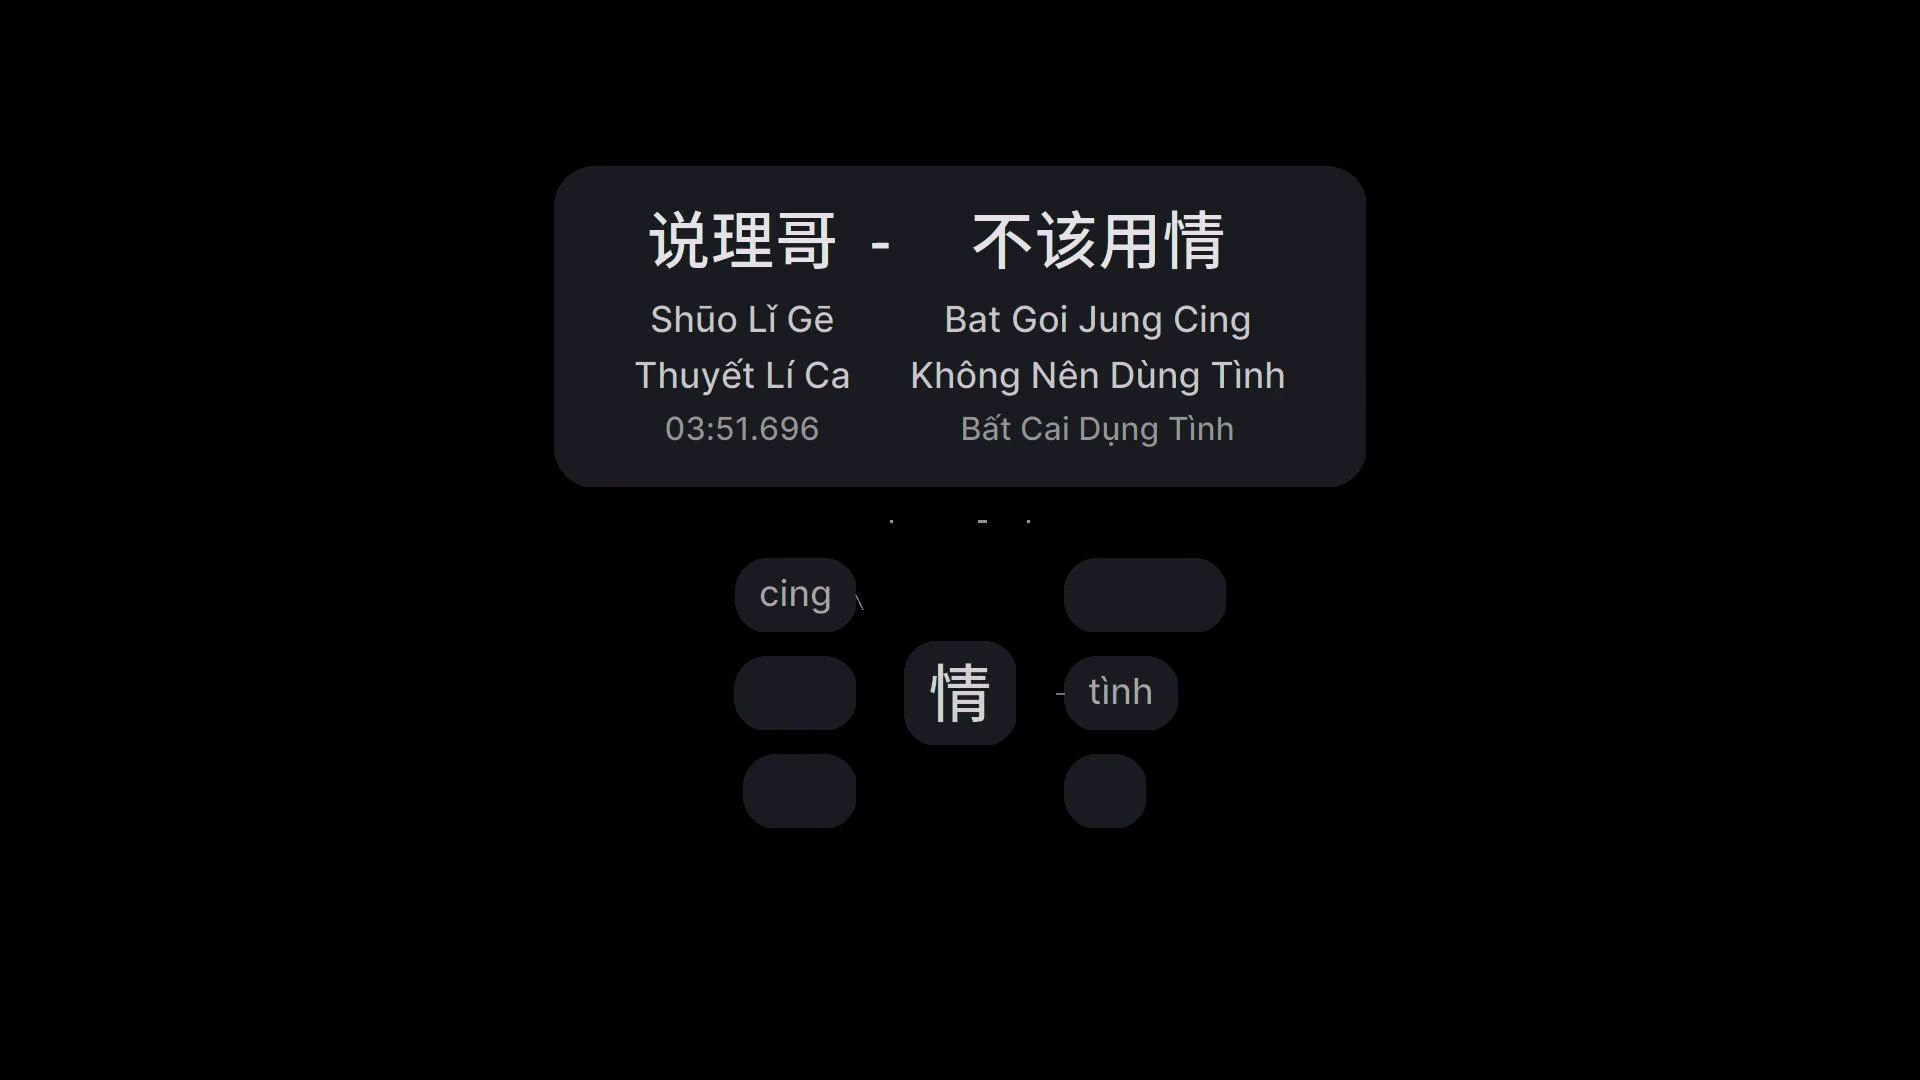 说理哥 - 不该用情
Shūo Lǐ Gē Bat Goi Jung Cing
Thuyết Lí Ca Không Nên Dùng Tình
03:51.696 Bất Cai Dụng Tình
cing
情
tình